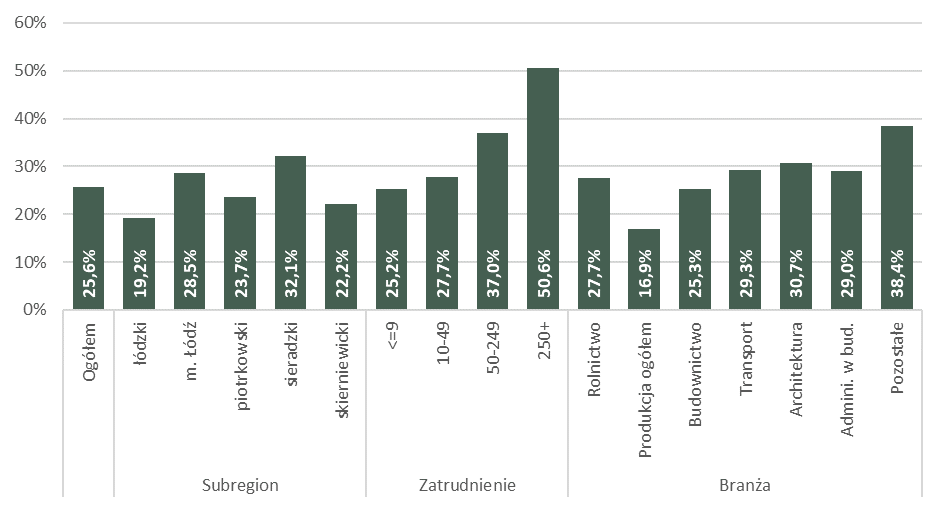 60%
50%
40%
30%
20%
10%
0%
25,6%
19,2%
28,5%
23,7%
32,1%
22,2%
25,2%
27,7%
37,0%
50,6%
27,7%
16,9%
25,3%
29,3%
30,7%
29,0%
38,4%
Ogółem
łódzki
m. Łódź
piotrkowski
sieradzki
skierniewicki
<=9
10-49
50-249
250+
Rolnictwo
Produkcja ogółem
Budownictwo
Transport
Architektura
Admini. w bud.
Pozostałe
Subregion
Zatrudnienie
Branża